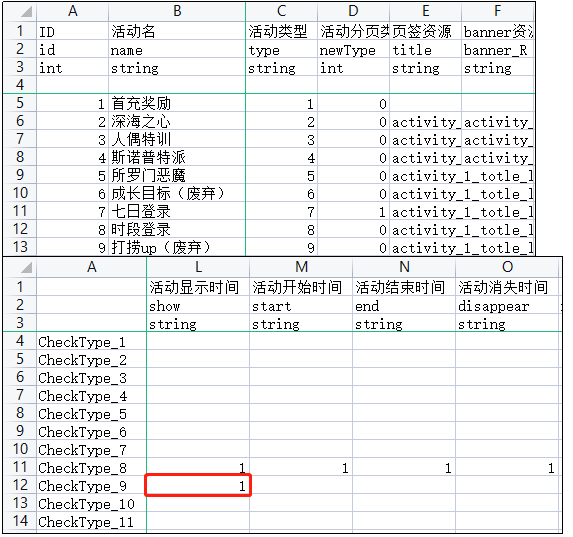 A B C D E F
1 ID 活动名 活动类型 活动分页类 页签资源 banner资源
2 id name type newType title banner_R
3 int string string int string string
4
5 1 首充奖励 1 0
6 2 深海之心 2 0 activity_ activity_
7 3 人偶特训 3 0 activity_ activity_
8 4 斯诺普特派 4 0 activity_ activity_
9 5 所罗门恶魔 5 0 activity_1_totle_l
10 6 成长目标（废弃） 6 0 activity_1_totle_l
11 7 七日登录 7 1 activity_1_totle_l
12 8 时段登录 8 0 activity_1_totle_l
13 9 打捞up（废弃） 9 0 activity_1_totle_l
A L M N O
1 活动显示时间 活动开始时间 活动结束时间 活动消失时间
2 show start end disappear
3 string string string string
4 CheckType_1
5 CheckType_2
6 CheckType_3
7 CheckType_4
8 CheckType_5
9 CheckType_6
10 CheckType_7
11 CheckType_8 1 1 1 1
12 CheckType_9 1
13 CheckType_10
14 CheckType_11